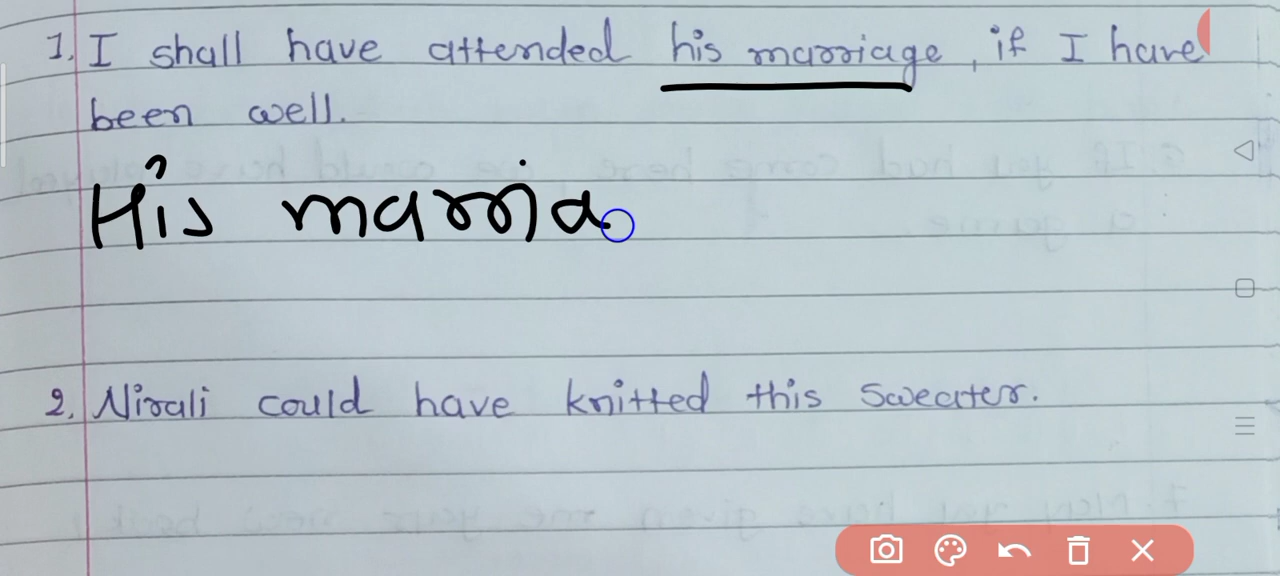 1. I shall have attended his marriage, if I have
been well.
His marria
2. Nirali could have knitted this sweater.